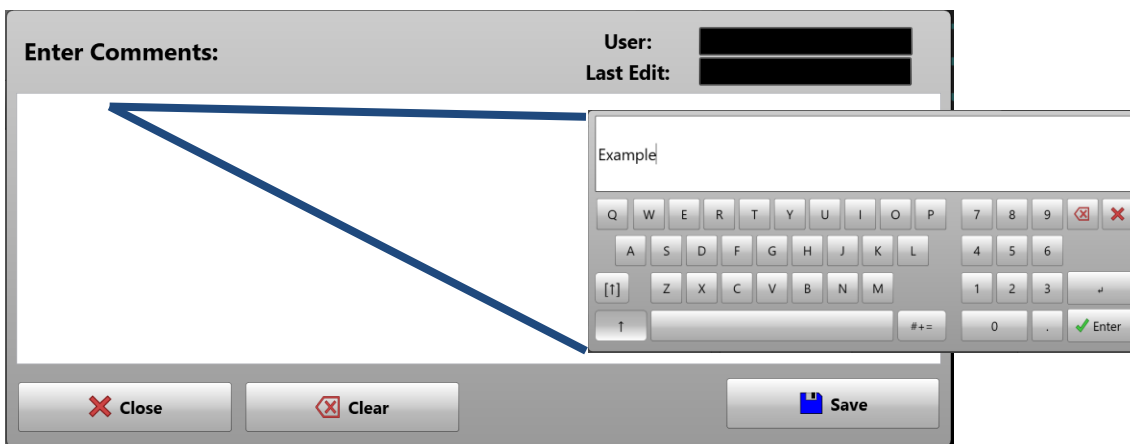 Enter Comments:
User:
Last Edit:
Example
Q W E R T Y U I O P 7 8 9
A S D F G H J K L 4 5 6
[↑] Z X C V B N M 1 2 3 ↵
↑ #+= 0 . Enter
Close Clear Save